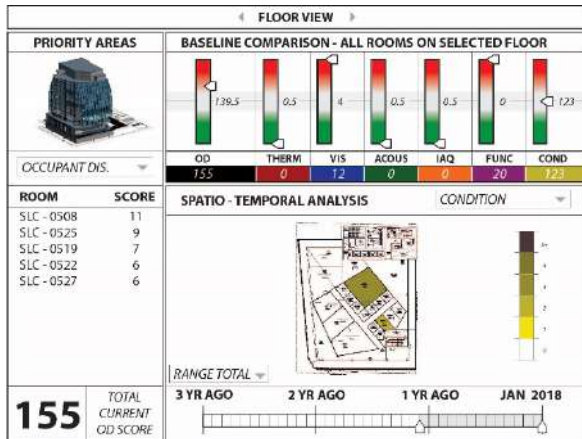 FLOOR VIEW
PRIORITY AREAS
BASELINE COMPARISON - ALL ROOMS ON SELECTED FLOOR
139.5 0.5 4 0.5 0.5 0 123
OD THERM VIS ACOUS IAQ FUNC COND
155 0 12 0 0 20 123
OCCUPANT DIS.
ROOM SCORE
SLC - 0508 11
SLC - 0525 9
SLC - 0519 7
SLC - 0522 6
SLC - 0527 6
SPATIO - TEMPORAL ANALYSIS
CONDITION
RANGE TOTAL
155
TOTAL
CURRENT
OD SCORE
3 YR AGO 2 YR AGO 1 YR AGO JAN 2018